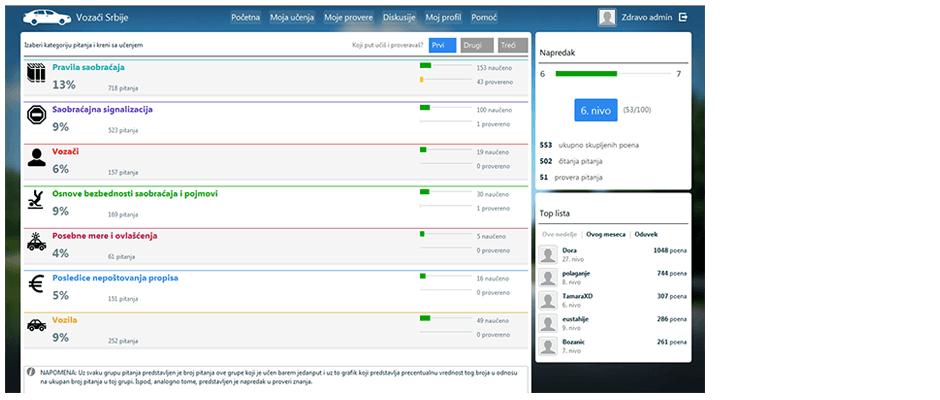 Vozači Srbije
Početna Moja učenja Moje provere Diskusije Moj profil Pomoć
Zdravo admin
Izaberi kategoriju pitanja i kreni sa učenjem
Koji put učiš i proveravaš? Prvi Drugi Treći
Pravila saobraćaja
13% 718 pitanja
153 naučeno
43 provereno
Saobraćajna signalizacija
9% 523 pitanja
100 naučeno
1 provereno
Vozači
6% 157 pitanja
19 naučeno
0 provereno
Osnove bezbednosti saobraćaja i pojmovi
9% 169 pitanja
30 naučeno
1 provereno
Posebne mere i ovlašćenja
4% 61 pitanja
5 naučeno
0 provereno
Posledice nepoštovanja propisa
5% 151 pitanja
16 naučeno
0 provereno
Vozila
9% 252 pitanja
49 naučeno
0 provereno
NAPOMENA: Uz svaku grupu pitanja predstavljen je broj pitanja ove grupe koji je učen barem jedanput i uz to grafik koji predstavlja precentualnu vrednost tog broja u odnosu
na ukupan broj pitanja u toj grupi. Ispod, analogno tome, predstavljen je napredak u proveri znanja.
Napredak
6 7
6. nivo (53/100)
553 ukupno skupljenih poena
502 čitanja pitanja
51 provera pitanja
Top lista
Ove nedelje | Ovog meseca | Oduvek
Dora 1048 poena
27. nivo
polaganje 744 poena
8. nivo
TamaraXD 307 poena
6. nivo
eustahije 286 poena
9. nivo
Bozanic 261 poena
7. nivo